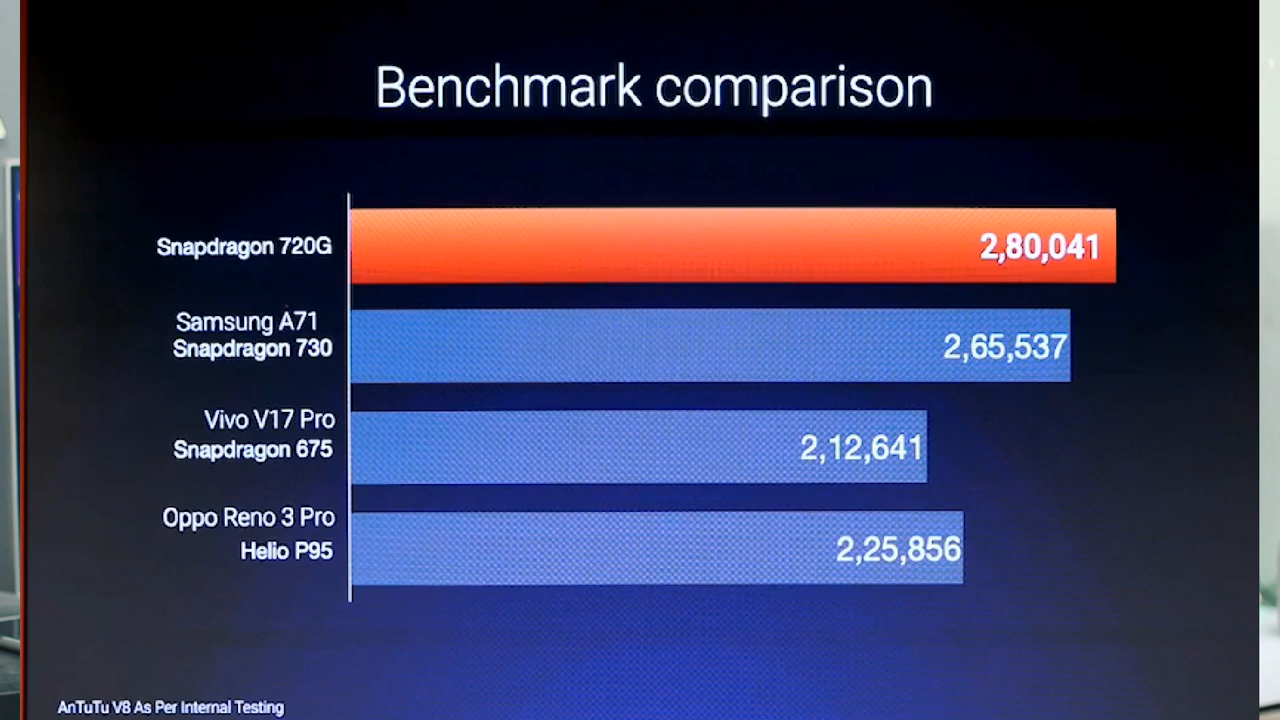 Benchmark comparison
Snapdragon 720G
2,80,041
Samsung A71
Snapdragon 730
2,65,537
Vivo V17 Pro
Snapdragon 675
2,12,641
Oppo Reno 3 Pro
Helio P95
2,25,856
AnTuTu V8 As Per Internal Testing